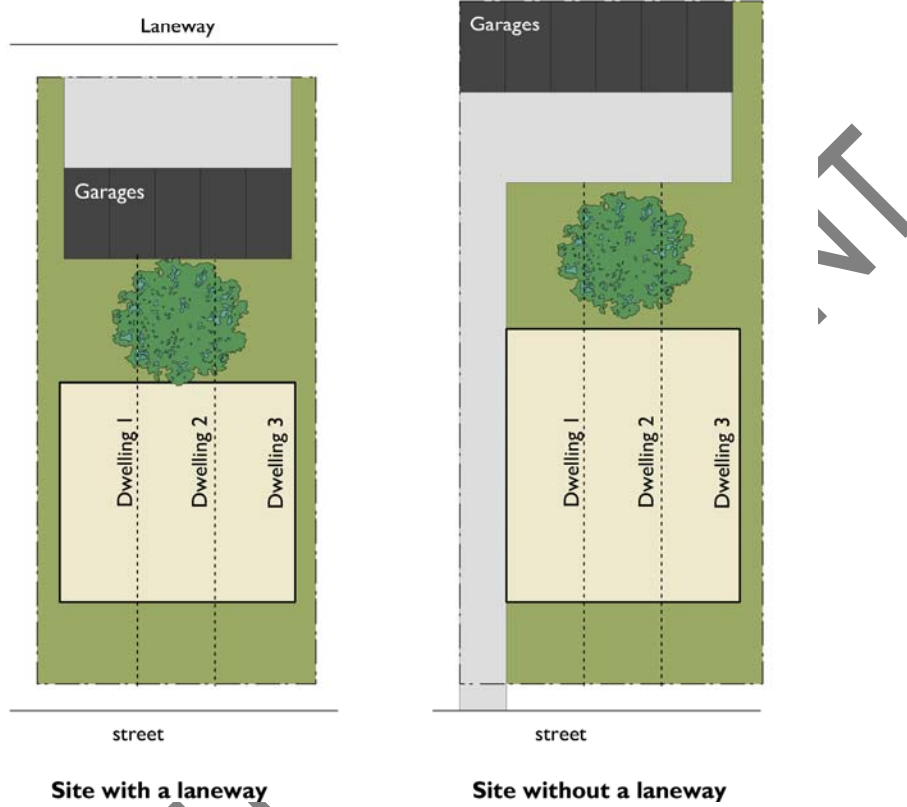 Laneway
Garages
Dwelling 1
Dwelling 2
Dwelling 3
street
Site with a laneway
Garages
Dwelling 1
Dwelling 2
Dwelling 3
street
Site without a laneway